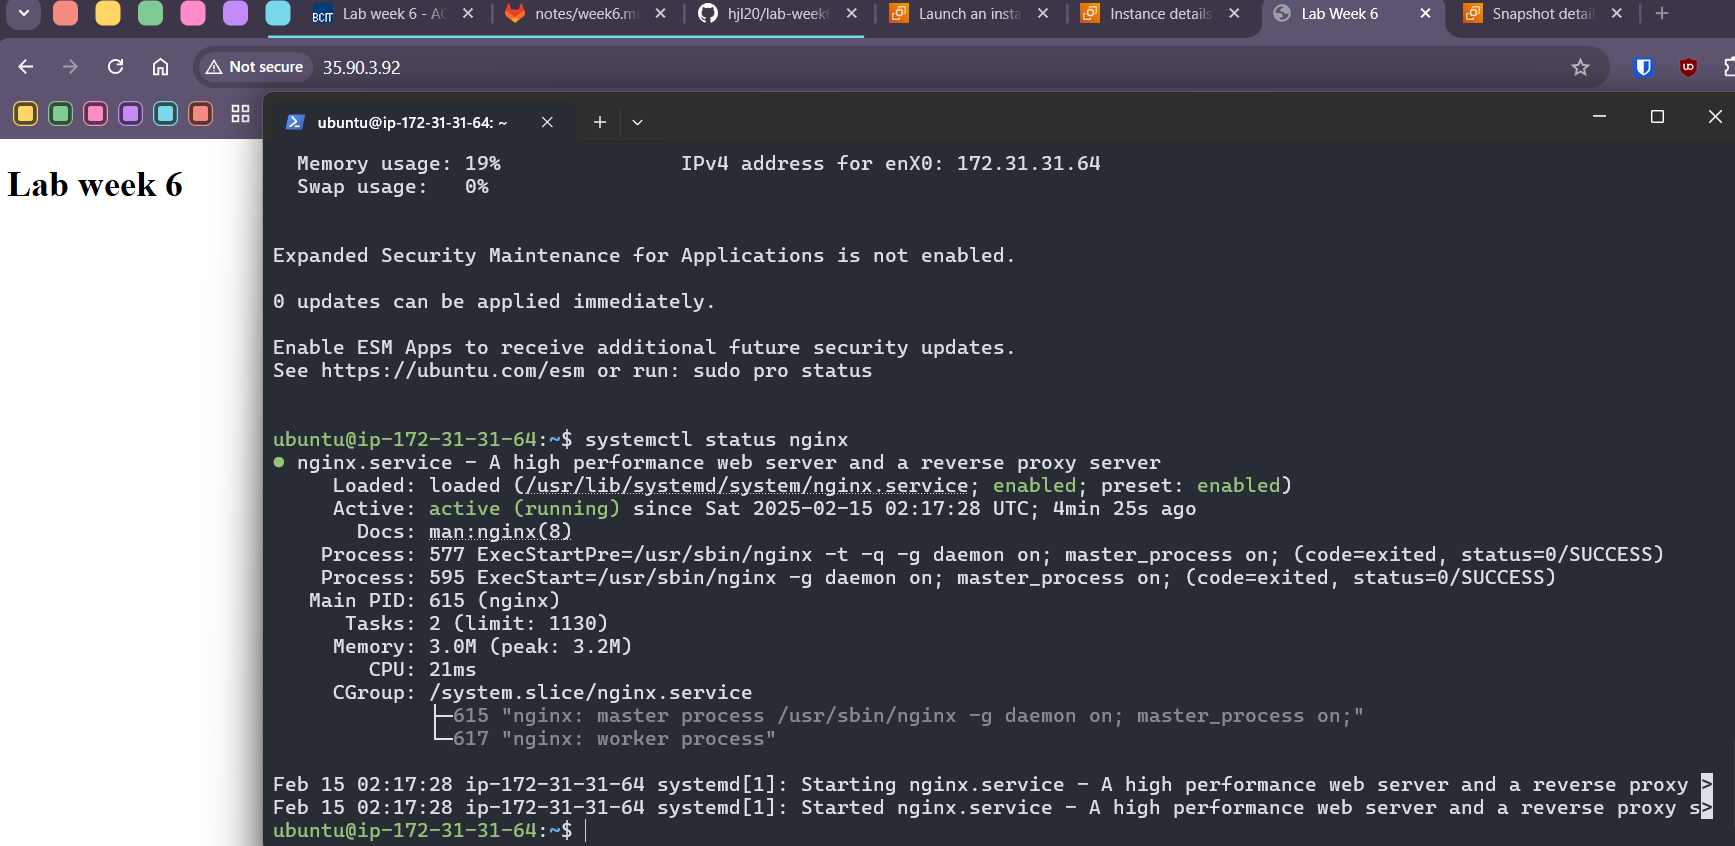 BCIT Lab week 6 - AC
notes/week6.m
hjl20/lab-week6
Launch an insta
Instance details
Lab Week 6
Snapshot detail
Not secure 35.90.3.92
ubuntu@ip-172-31-31-64: ~
Lab week 6
Memory usage: 19% IPv4 address for enX0: 172.31.31.64
Swap usage: 0%
Expanded Security Maintenance for Applications is not enabled.
0 updates can be applied immediately.
Enable ESM Apps to receive additional future security updates.
See https://ubuntu.com/esm or run: sudo pro status
ubuntu@ip-172-31-31-64:~$ systemctl status nginx
● nginx.service - A high performance web server and a reverse proxy server
Loaded: loaded (/usr/lib/systemd/system/nginx.service; enabled; preset: enabled)
Active: active (running) since Sat 2025-02-15 02:17:28 UTC; 4min 25s ago
Docs: man:nginx(8)
Process: 577 ExecStartPre=/usr/sbin/nginx -t -q -g daemon on; master_process on; (code=exited, status=0/SUCCESS)
Process: 595 ExecStart=/usr/sbin/nginx -g daemon on; master_process on; (code=exited, status=0/SUCCESS)
Main PID: 615 (nginx)
Tasks: 2 (limit: 1130)
Memory: 3.0M (peak: 3.2M)
CPU: 21ms
CGroup: /system.slice/nginx.service
├─615 "nginx: master process /usr/sbin/nginx -g daemon on; master_process on;"
└─617 "nginx: worker process"
Feb 15 02:17:28 ip-172-31-31-64 systemd[1]: Starting nginx.service - A high performance web server and a reverse proxy >
Feb 15 02:17:28 ip-172-31-31-64 systemd[1]: Started nginx.service - A high performance web server and a reverse proxy s>
ubuntu@ip-172-31-31-64:~$